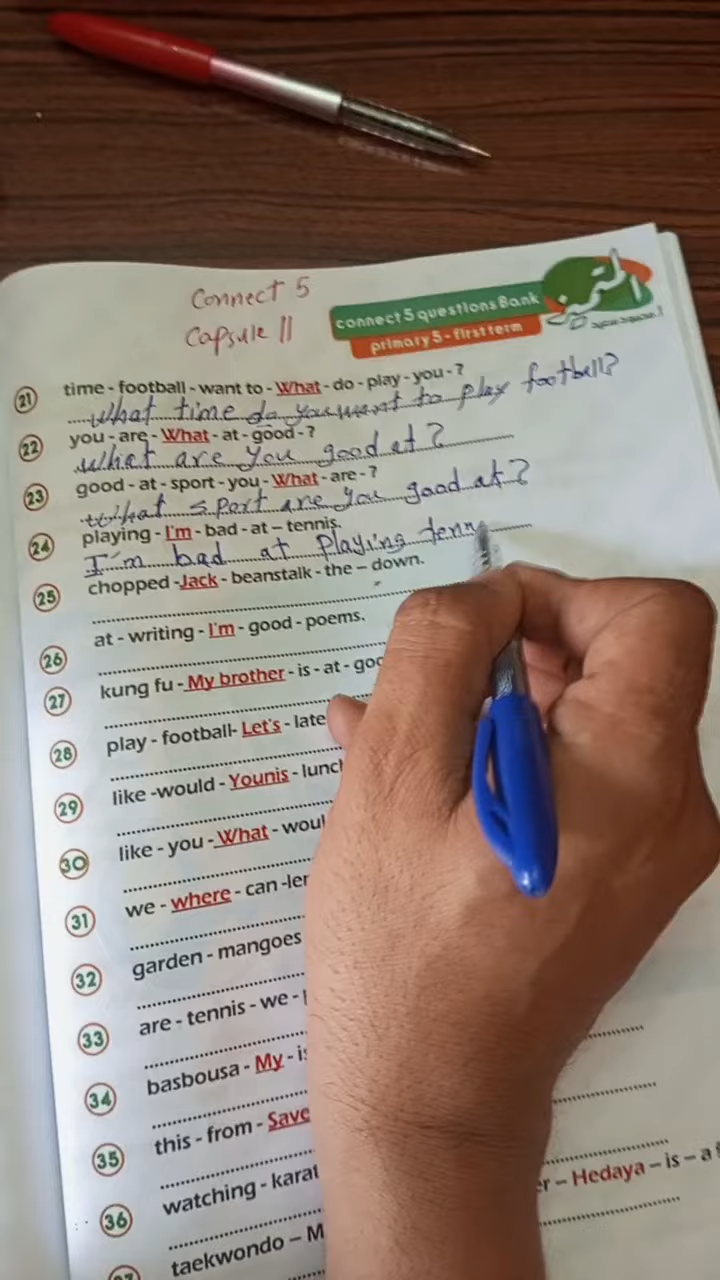 Connect 5
Capsule 11
connect 5 questions Bank
primary 5 - first term
المتميز
21 time - football - want to - What - do - play - you - ?
What time do you want to play football?
22 you - are - What - at - good - ?
What are you good at?
23 good - at - sport - you - What - are - ?
What sport are you good at?
24 playing - I'm - bad - at – tennis.
I'm bad at playing tenn
25 chopped -Jack - beanstalk - the – down.
26 at - writing - I'm - good - poems.
27 kung fu - My brother - is - at - goo
28 play - football- Let's - late
29 like -would - Younis - lunch
30 like - you - What - woul
31 we - where - can -ler
32 garden - mangoes
33 are - tennis - we -
34 basbousa - My - is
35 this - from - Save
36 watching - karat
er – Hedaya – is – a
taekwondo – M